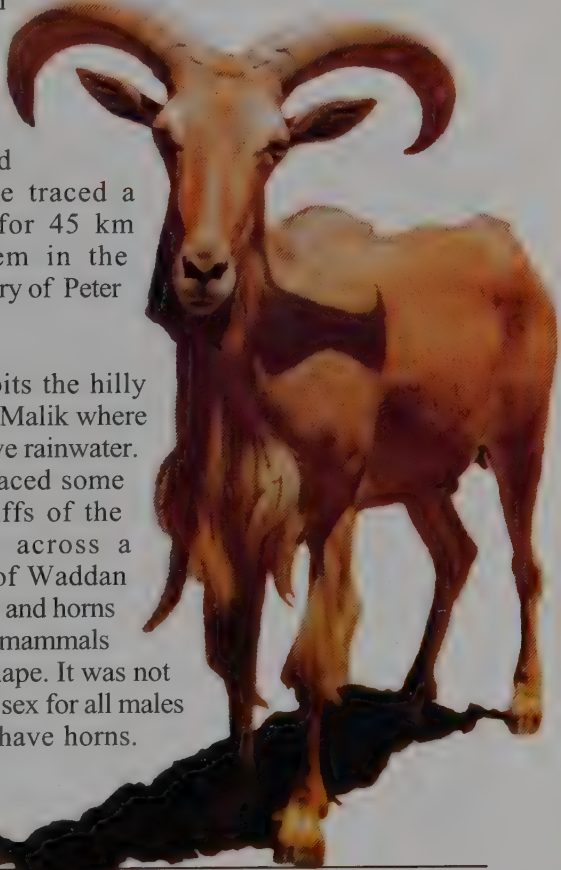 d
e traced a
for 45 km
em in the
ry of Peter
its the hilly
Malik where
ve rainwater.
aced some
ffs of the
across a
of Waddan
and horns
mammals
ape. It was not
sex for all males
have horns.